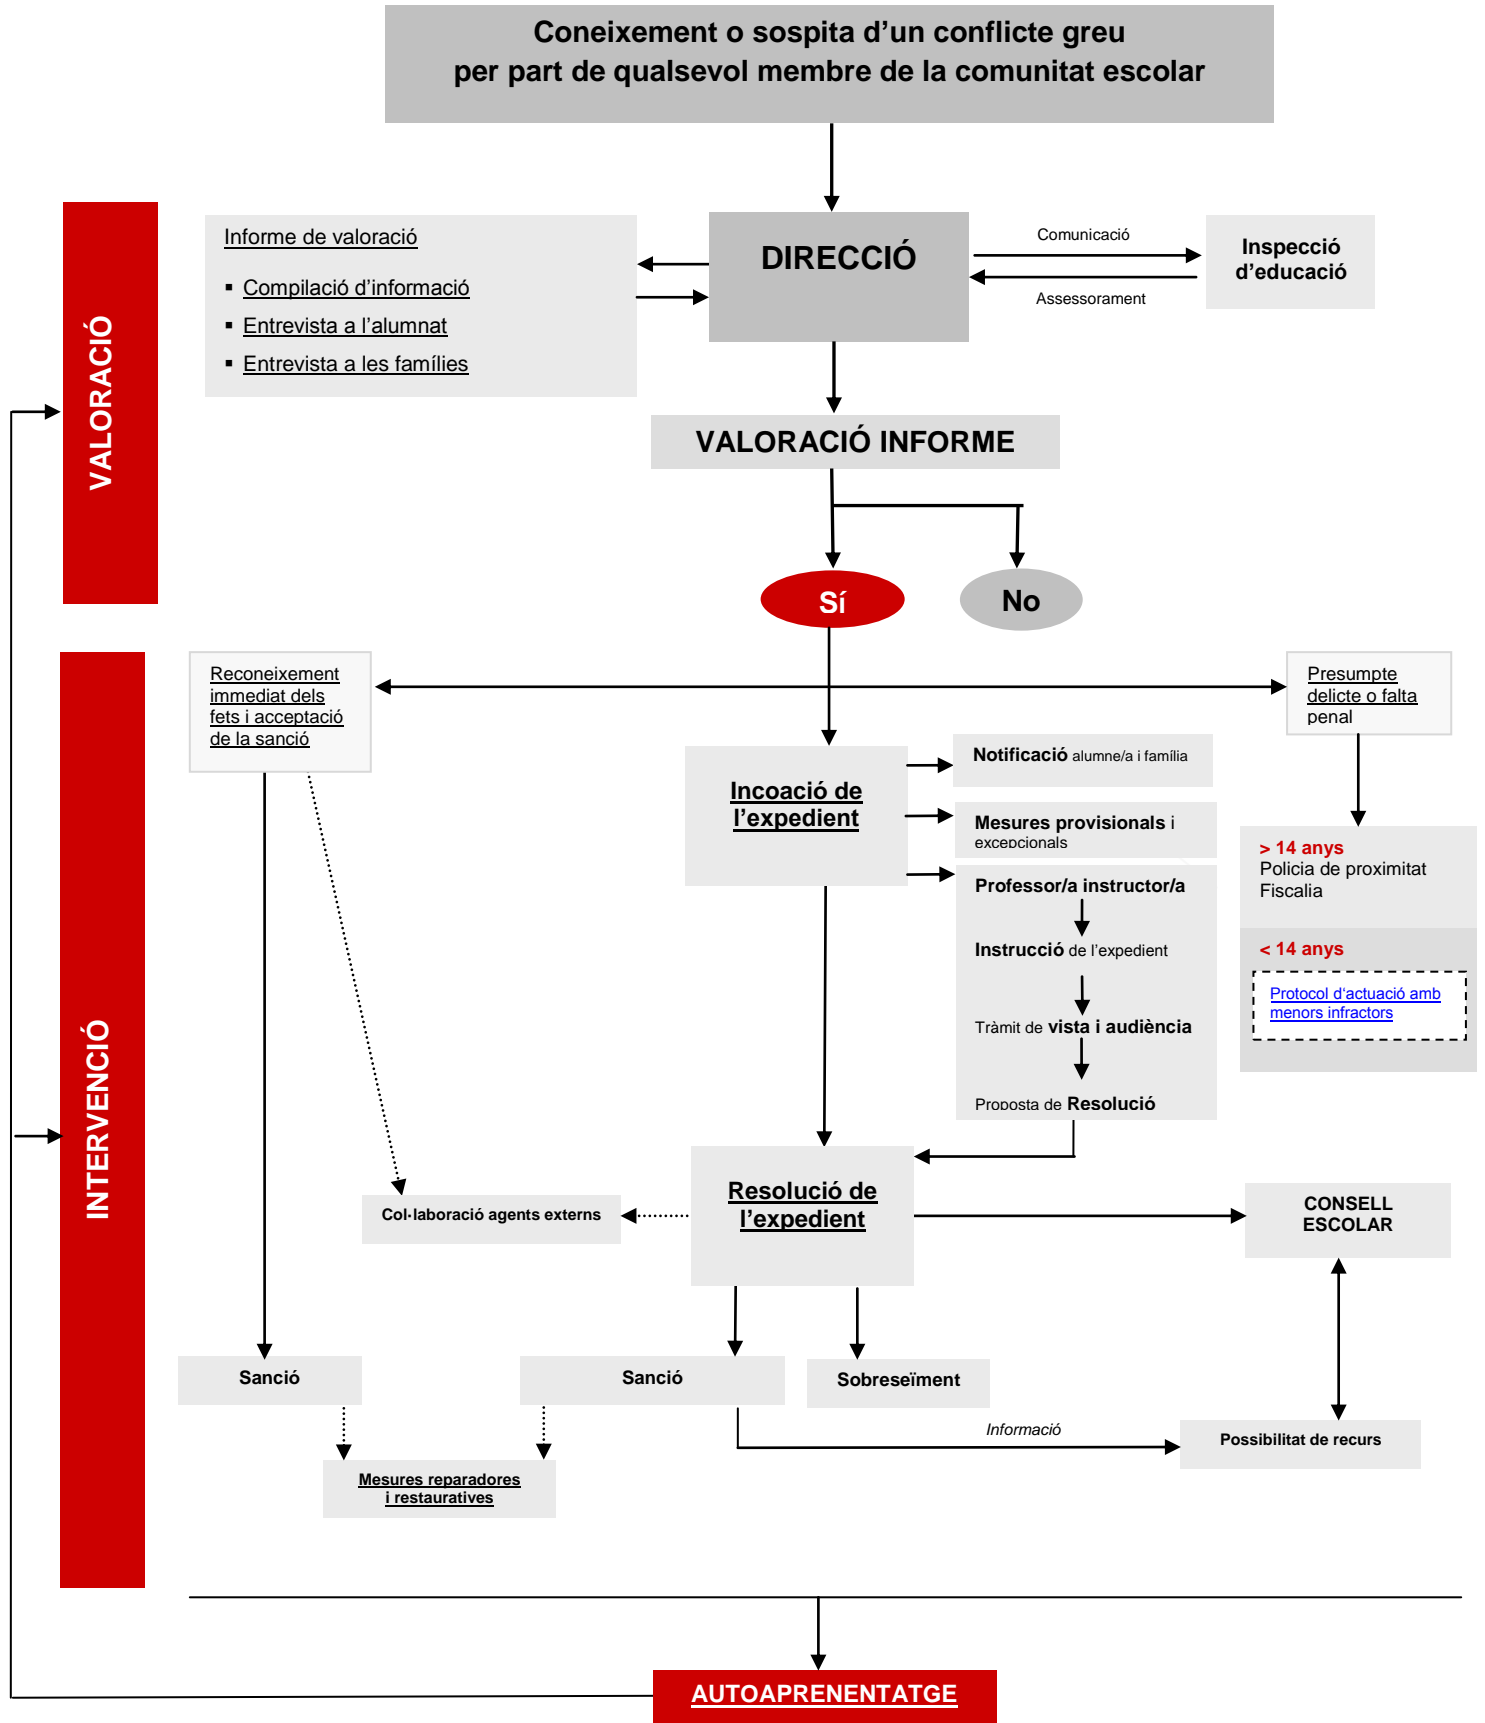 Coneixement o sospita d’un conflicte greu
per part de qualsevol membre de la comunitat escolar
VALORACIÓ
Informe de valoració
▪ Compilació d’informació
▪ Entrevista a l’alumnat
▪ Entrevista a les famílies
DIRECCIÓ
Comunicació
Assessorament
Inspecció
d’educació
VALORACIÓ INFORME
Sí
No
INTERVENCIÓ
Reconeixement
immediat dels
fets i acceptació
de la sanció
Presumpte
delicte o falta
penal
Incoació de
l’expedient
Notificació alumne/a i família
Mesures provisionals i
excepcionals
Professor/a instructor/a
Instrucció de l’expedient
Tràmit de vista i audiència
Proposta de Resolució
> 14 anys
Policia de proximitat
Fiscalia
< 14 anys
Protocol d‘actuació amb
menors infractors
Resolució de
l’expedient
Col·laboració agents externs
CONSELL
ESCOLAR
Sanció
Sanció
Sobreseïment
Informació
Possibilitat de recurs
Mesures reparadores
i restauratives
AUTOAPRENENTATGE